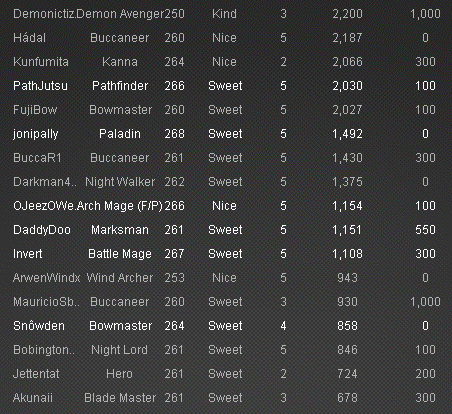 Demonictiz.Demon Avenger 250 Kind 3 2,200 1,000
Hádal Buccaneer 260 Nice 5 2,187 0
Kunfumita Kanna 264 Nice 2 2,066 300
PathJutsu Pathfinder 266 Sweet 5 2,030 100
FujiBow Bowmaster 260 Sweet 5 2,027 100
jonipally Paladin 268 Sweet 5 1,492 0
BuccaR1 Buccaneer 261 Sweet 5 1,430 300
Darkman4.. Night Walker 262 Sweet 5 1,375 0
OJeezOWe.Arch Mage (F/P) 266 Nice 5 1,154 100
DaddyDoo Marksman 261 Sweet 5 1,151 550
Invert Battle Mage 267 Sweet 5 1,108 300
ArwenWindx Wind Archer 253 Nice 5 943 0
MauricioSb.. Buccaneer 260 Sweet 3 930 1,000
Snôwden Bowmaster 264 Sweet 4 858 0
Bobington.. Night Lord 261 Sweet 5 846 100
Jettentat Hero 261 Sweet 2 724 200
Akunaii Blade Master 261 Sweet 3 678 300